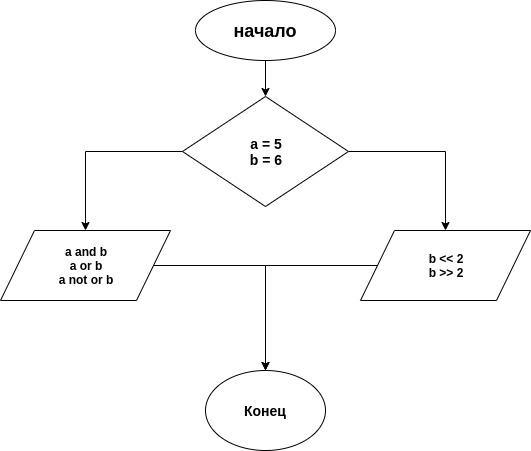 начало
a = 5
b = 6
a and b
a or b
a not or b
b << 2
b >> 2
Конец